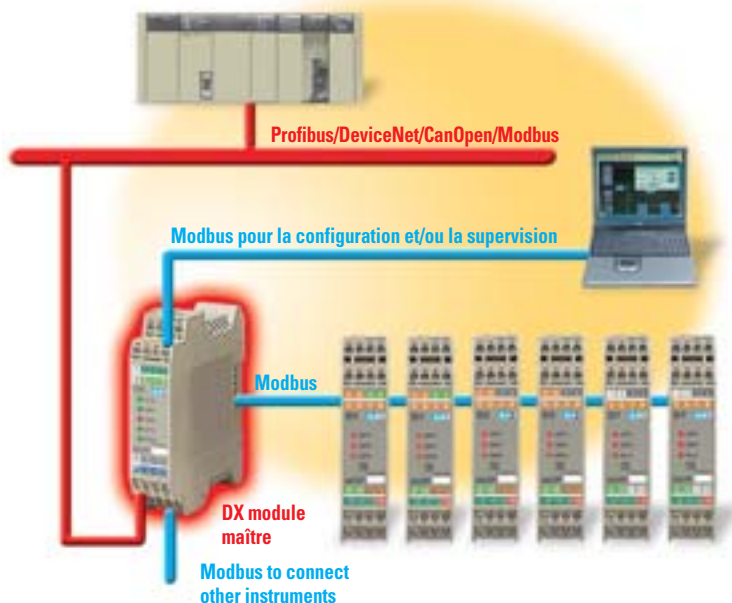 Profibus/DeviceNet/CanOpen/Modbus
Modbus pour la configuration et/ou la supervision
Modbus
DX module
maître
Modbus to connect
other instruments